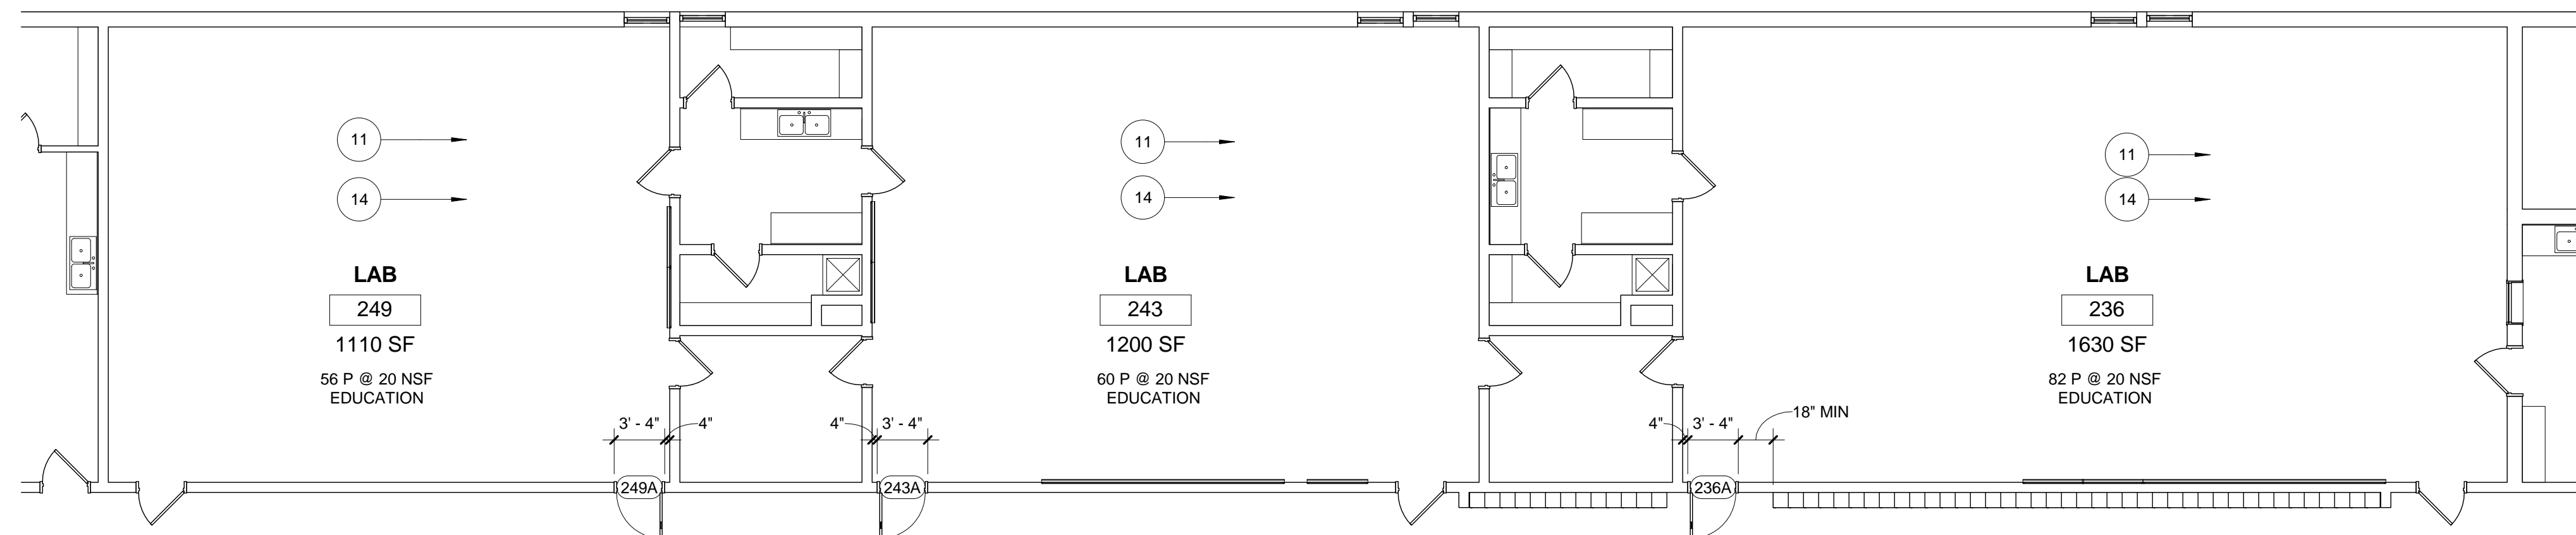 11
14
LAB
249
1110 SF
56 P @ 20 NSF
EDUCATION
3' - 4"
4"
249A
11
14
LAB
243
1200 SF
60 P @ 20 NSF
EDUCATION
4"
3' - 4"
243A
11
14
LAB
236
1630 SF
82 P @ 20 NSF
EDUCATION
4"
3' - 4"
18" MIN
236A